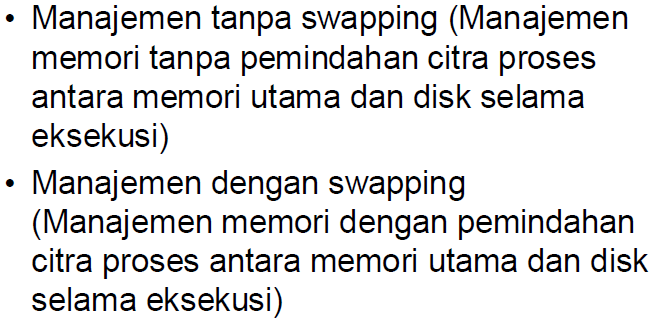 • Manajemen tanpa swapping (Manajemen
memori tanpa pemindahan citra proses
antara memori utama dan disk selama
eksekusi)
• Manajemen dengan swapping
(Manajemen memori dengan pemindahan
citra proses antara memori utama dan disk
selama eksekusi)